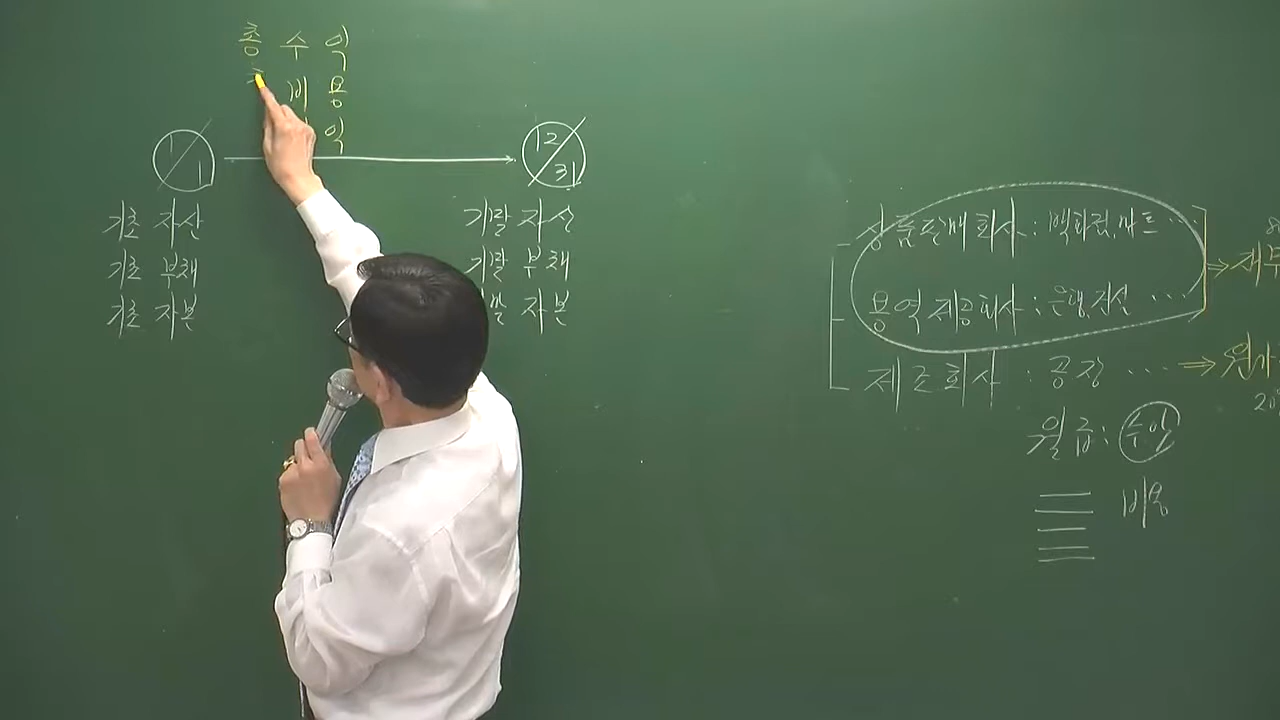 총 수 익
비 용
익
1/1
12/31
기초 자산
기초 부채
기초 자본
기말 자산
기말 부채
말 자본
상품판매회사 : 백화점, 마트 …
용역제공회사 : 은행, 전설 …
제조회사 : 공장 … ⇒ 원가
월급 : 수익
비용